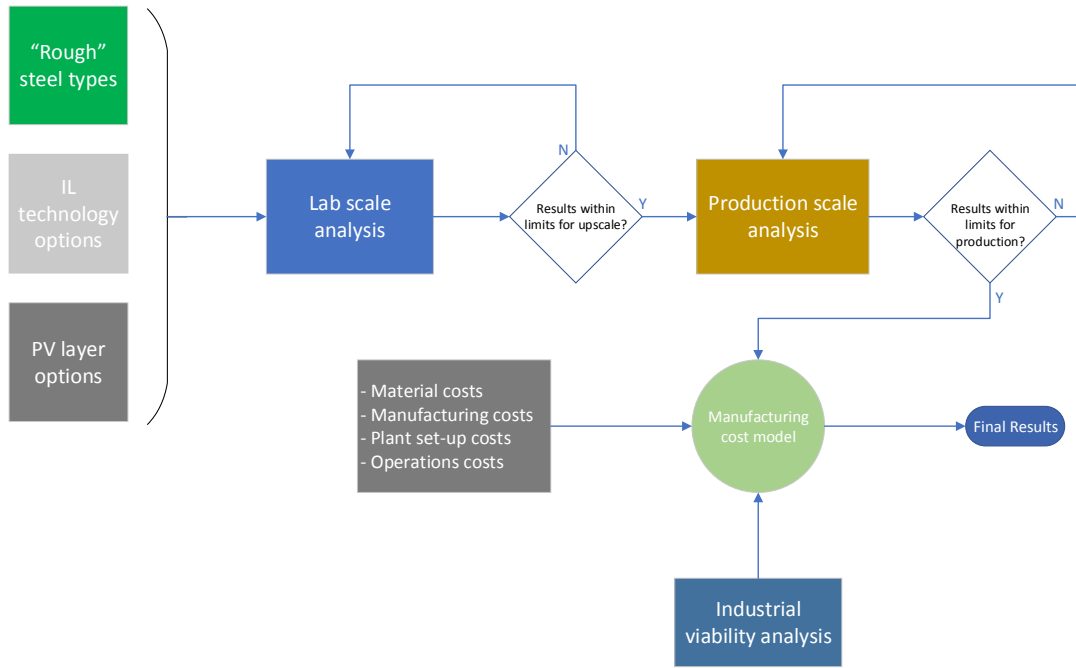 “Rough”
steel types
IL
technology
options
PV layer
options
Lab scale
analysis
N
Results within
limits for upscale?
Y
Production scale
analysis
Results within
limits for
production?
N
Y
- Material costs
- Manufacturing costs
- Plant set-up costs
- Operations costs
Manufacturing
cost model
Final Results
Industrial
viability analysis